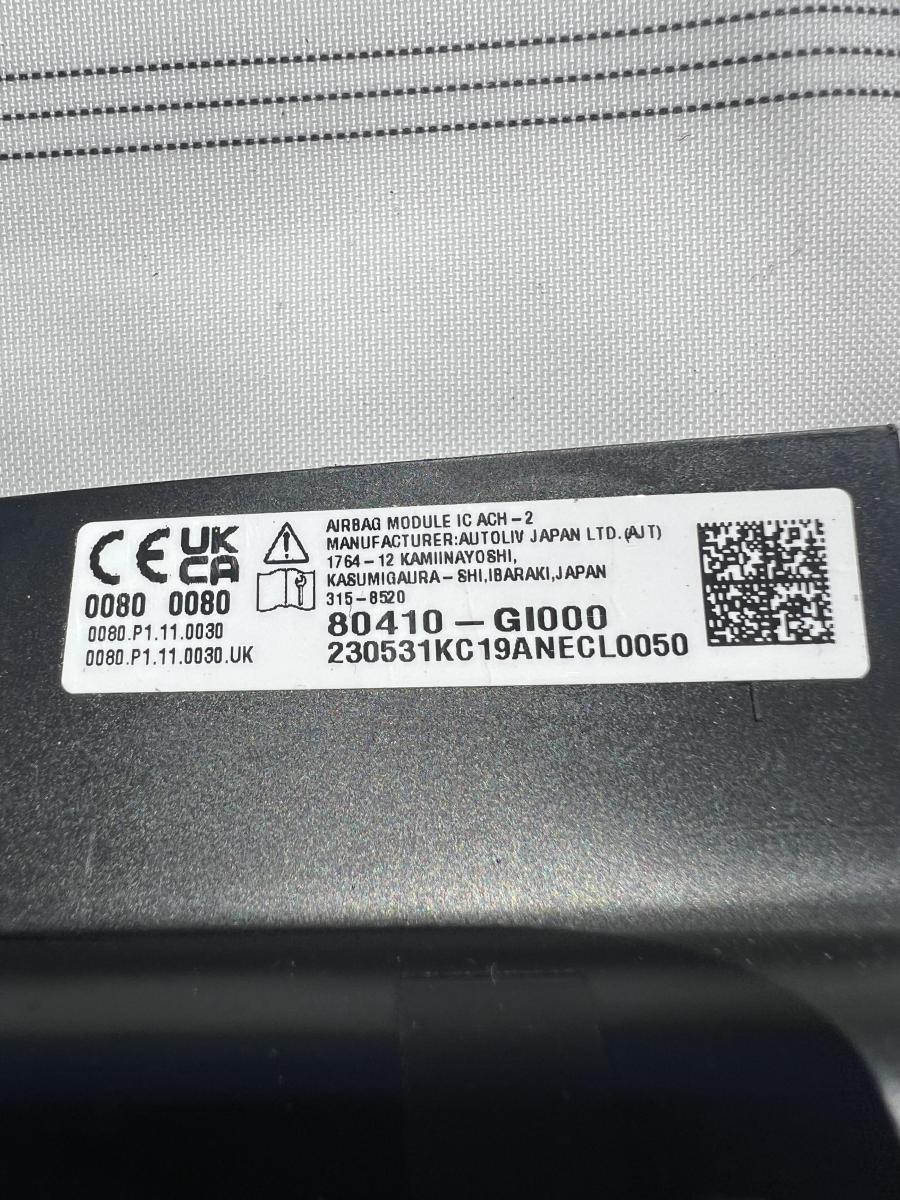 CE UK
CA
0080 0080
0080.P1.11.0030
0080.P1.11.0030.UK
AIRBAG MODULE IC ACH-2
MANUFACTURER:AUTOLIV JAPAN LTD.(AJT)
1764-12 KAMIINAYOSHI,
KASUMIGAURA-SHI,IBARAKI,JAPAN
315-8520
80410-GI000
230531KC19ANECL0050